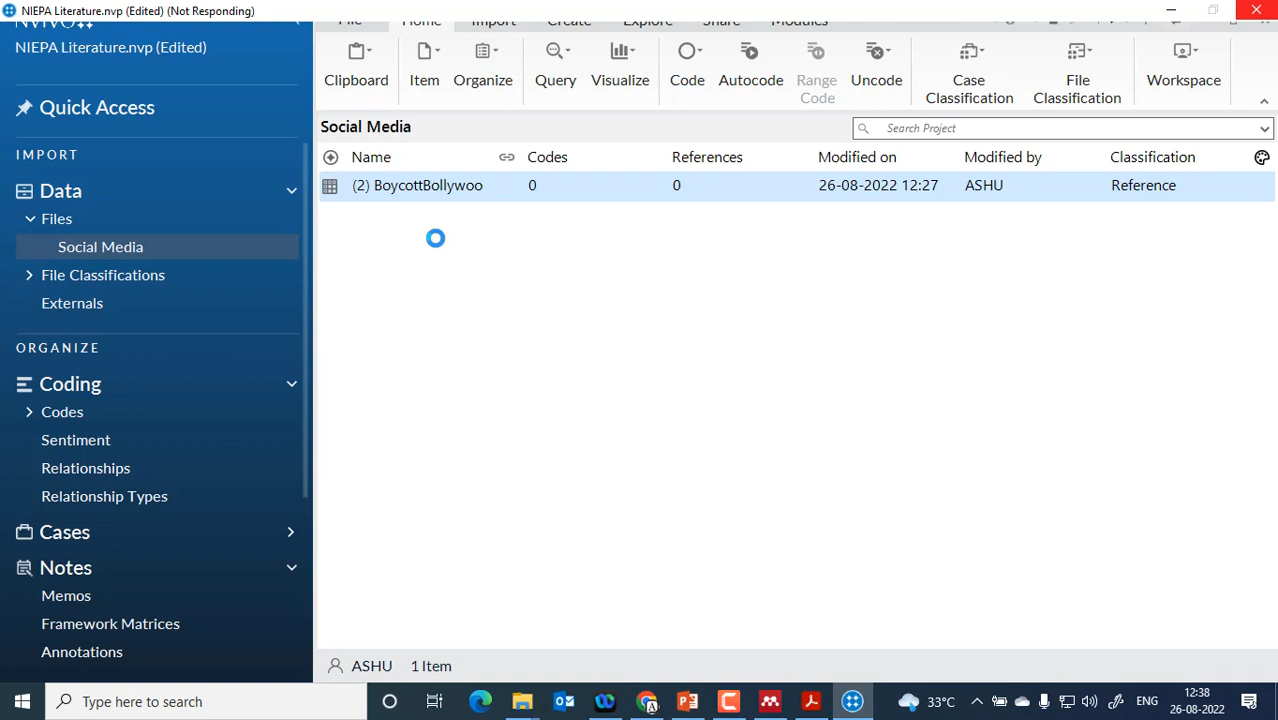 NIEPA Literature.nvp (Edited) (Not Responding)
NVIVO
NIEPA Literature.nvp (Edited)
Quick Access
IMPORT
Data
Files
Social Media
File Classifications
Externals
ORGANIZE
Coding
Codes
Sentiment
Relationships
Relationship Types
Cases
Notes
Memos
Framework Matrices
Annotations
File Home Import Create Explore Share Modules
Clipboard Item Organize Query Visualize Code Autocode Range Code Uncode Case Classification File Classification Workspace
Social Media
Search Project
Name Codes References Modified on Modified by Classification
(2) BoycottBollywoo 0 0 26-08-2022 12:27 ASHU Reference
ASHU 1 Item
Type here to search
33°C ENG 12:38
26-08-2022